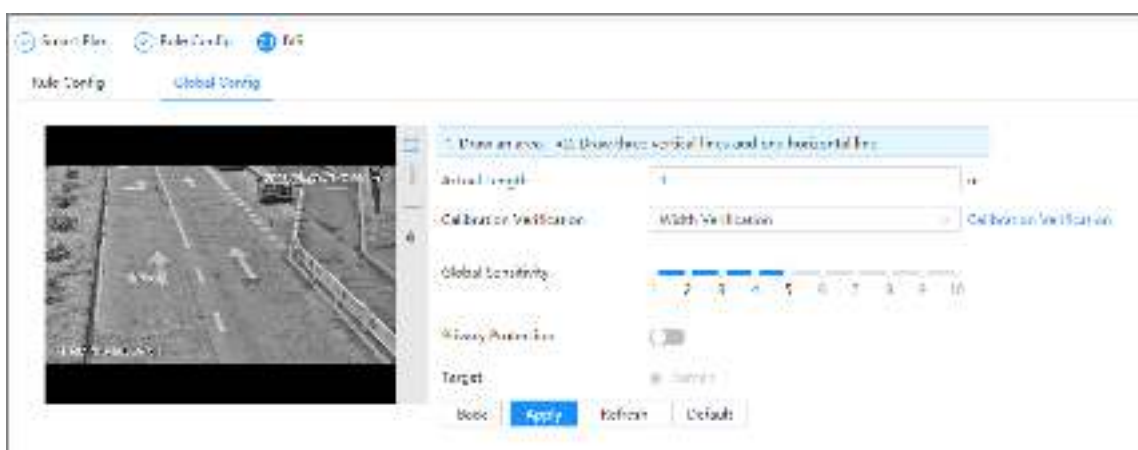 Smart Plan Rule Config IVS
Rule Config Global Config
1. Draw an area. 2. Draw three vertical lines and one horizontal line
Actual Length m
Calibration Verification Width Verification Calibration Verification
Global Sensitivity
1 2 3 4 5 6 7 8 9 10
Privacy Protection
Target
Back Apply Refresh Default